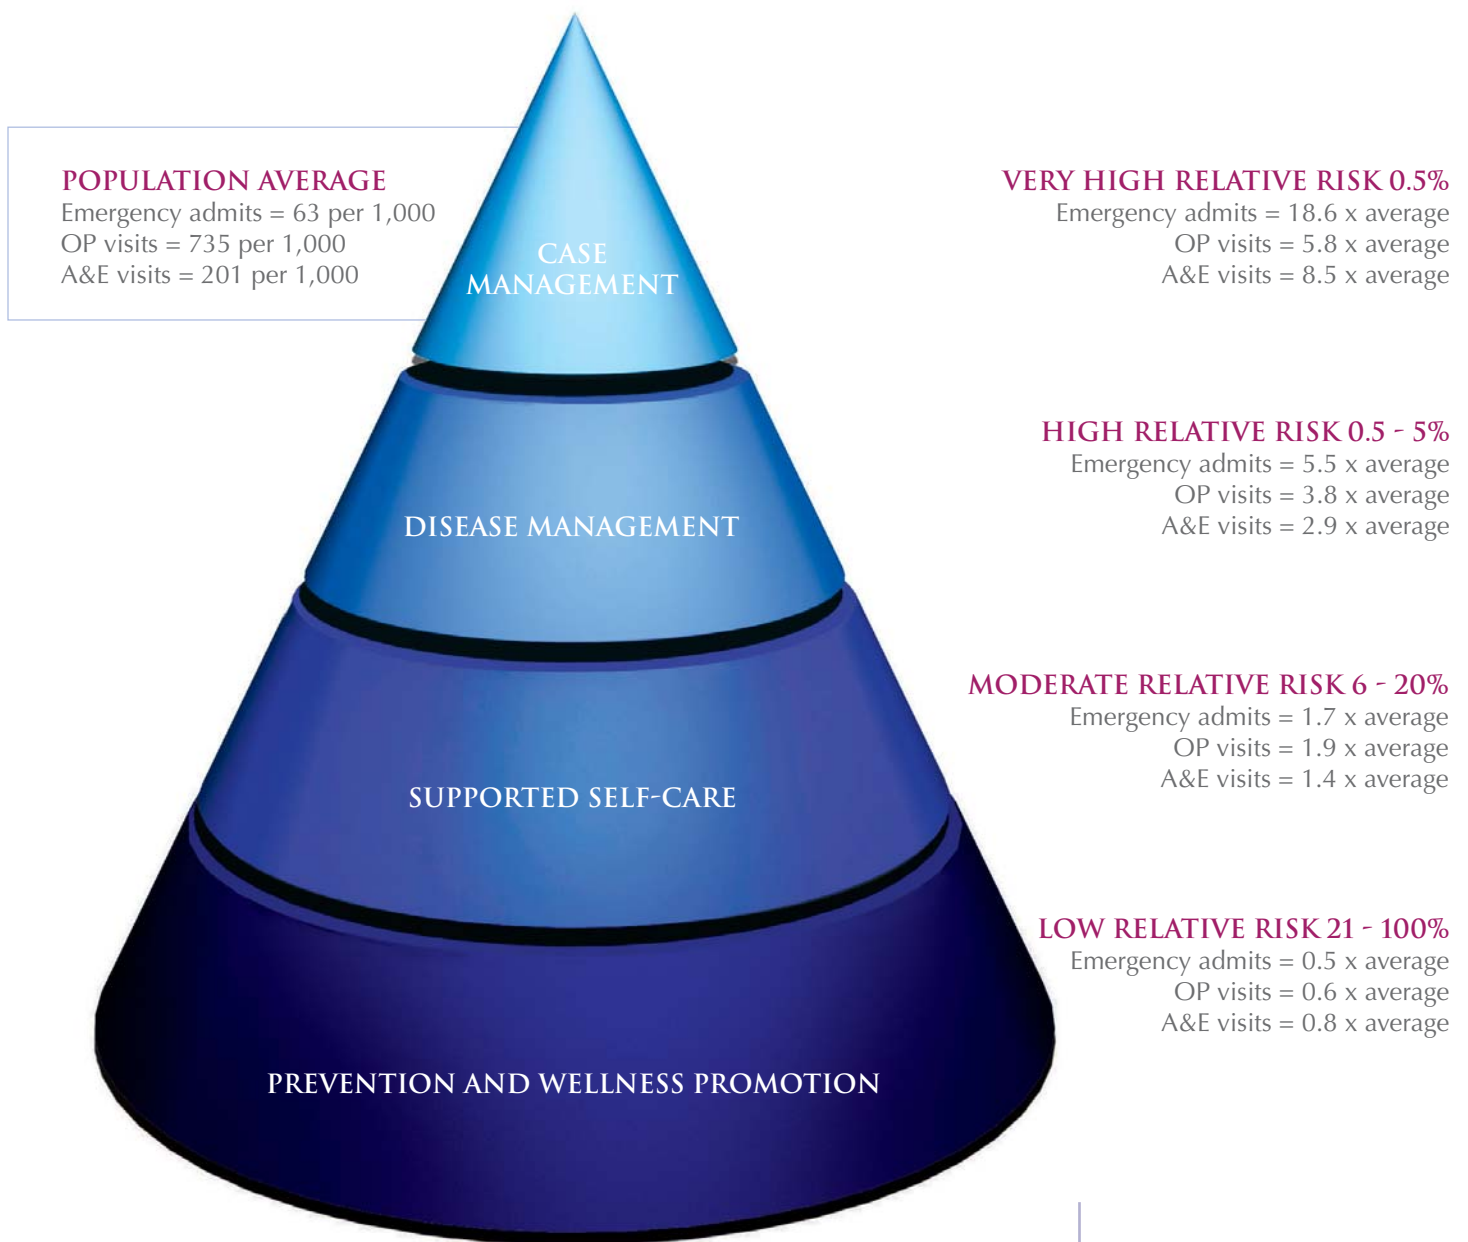 POPULATION AVERAGE
Emergency admits = 63 per 1,000
OP visits = 735 per 1,000
A&E visits = 201 per 1,000
CASE
MANAGEMENT
VERY HIGH RELATIVE RISK 0.5%
Emergency admits = 18.6 x average
OP visits = 5.8 x average
A&E visits = 8.5 x average
DISEASE MANAGEMENT
HIGH RELATIVE RISK 0.5 - 5%
Emergency admits = 5.5 x average
OP visits = 3.8 x average
A&E visits = 2.9 x average
SUPPORTED SELF-CARE
MODERATE RELATIVE RISK 6 - 20%
Emergency admits = 1.7 x average
OP visits = 1.9 x average
A&E visits = 1.4 x average
PREVENTION AND WELLNESS PROMOTION
LOW RELATIVE RISK 21 - 100%
Emergency admits = 0.5 x average
OP visits = 0.6 x average
A&E visits = 0.8 x average